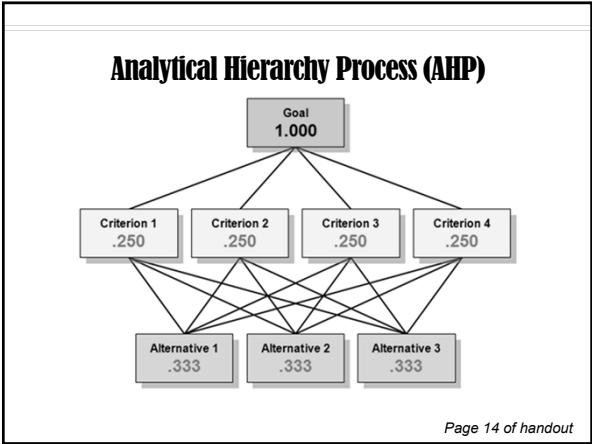 Analytical Hierarchy Process (AHP)
Goal
1.000
Criterion 1
.250
Criterion 2
.250
Criterion 3
.250
Criterion 4
.250
Alternative 1
.333
Alternative 2
.333
Alternative 3
.333
Page 14 of handout